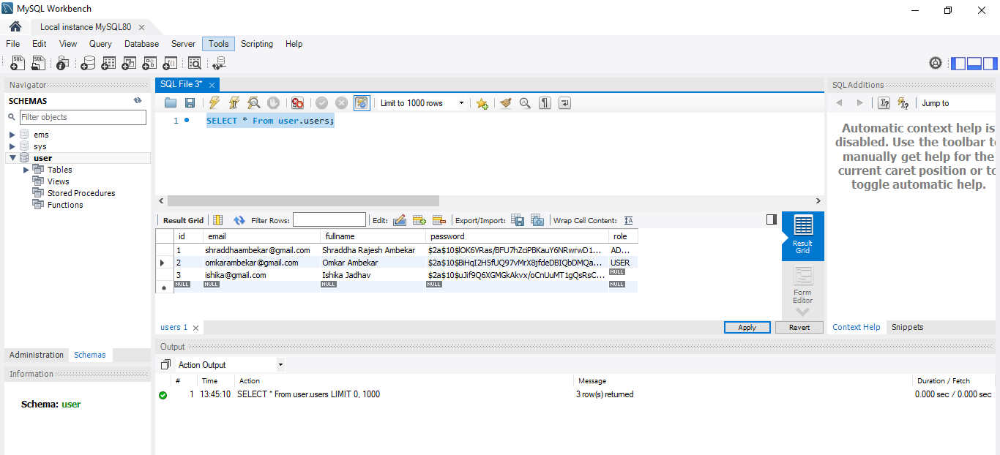 MySQL Workbench
Local instance MySQL80
File Edit View Query Database Server Tools Scripting Help
Navigator
SCHEMAS
Filter objects
ems
sys
user
Tables
Views
Stored Procedures
Functions
Administration Schemas
Information
Schema: user
SQL File 3*
Limit to 1000 rows
1 SELECT * From user.users;
Result Grid Filter Rows: Edit: Export/Import: Wrap Cell Content:
id email fullname password role
1 shraddhaambekar@gmail.com Shraddha Rajesh Ambekar $2a$10$lOK6VRas/BFU7hZciPBKauY6NRwrwD1... AD...
2 omkarambekar@gmail.com Omkar Ambekar $2a$10$BiHqI2H5fUQ97vMrX8jfdeDBIQbDMQa... USER
3 ishika@gmail.com Ishika Jadhav $2a$10$uJif9Q6XGMGkAkvx/oCnUuMT1gQsRsC... NULL
NULL NULL NULL NULL NULL
Result Grid
Form Editor
users 1
Apply Revert
SQLAdditions
Jump to
Automatic context help is
disabled. Use the toolbar to
manually get help for the
current caret position or to
toggle automatic help.
Context Help Snippets
Output
Action Output
# Time Action Message Duration / Fetch
1 13:45:10 SELECT * From user.users LIMIT 0, 1000 3 row(s) returned 0.000 sec / 0.000 sec